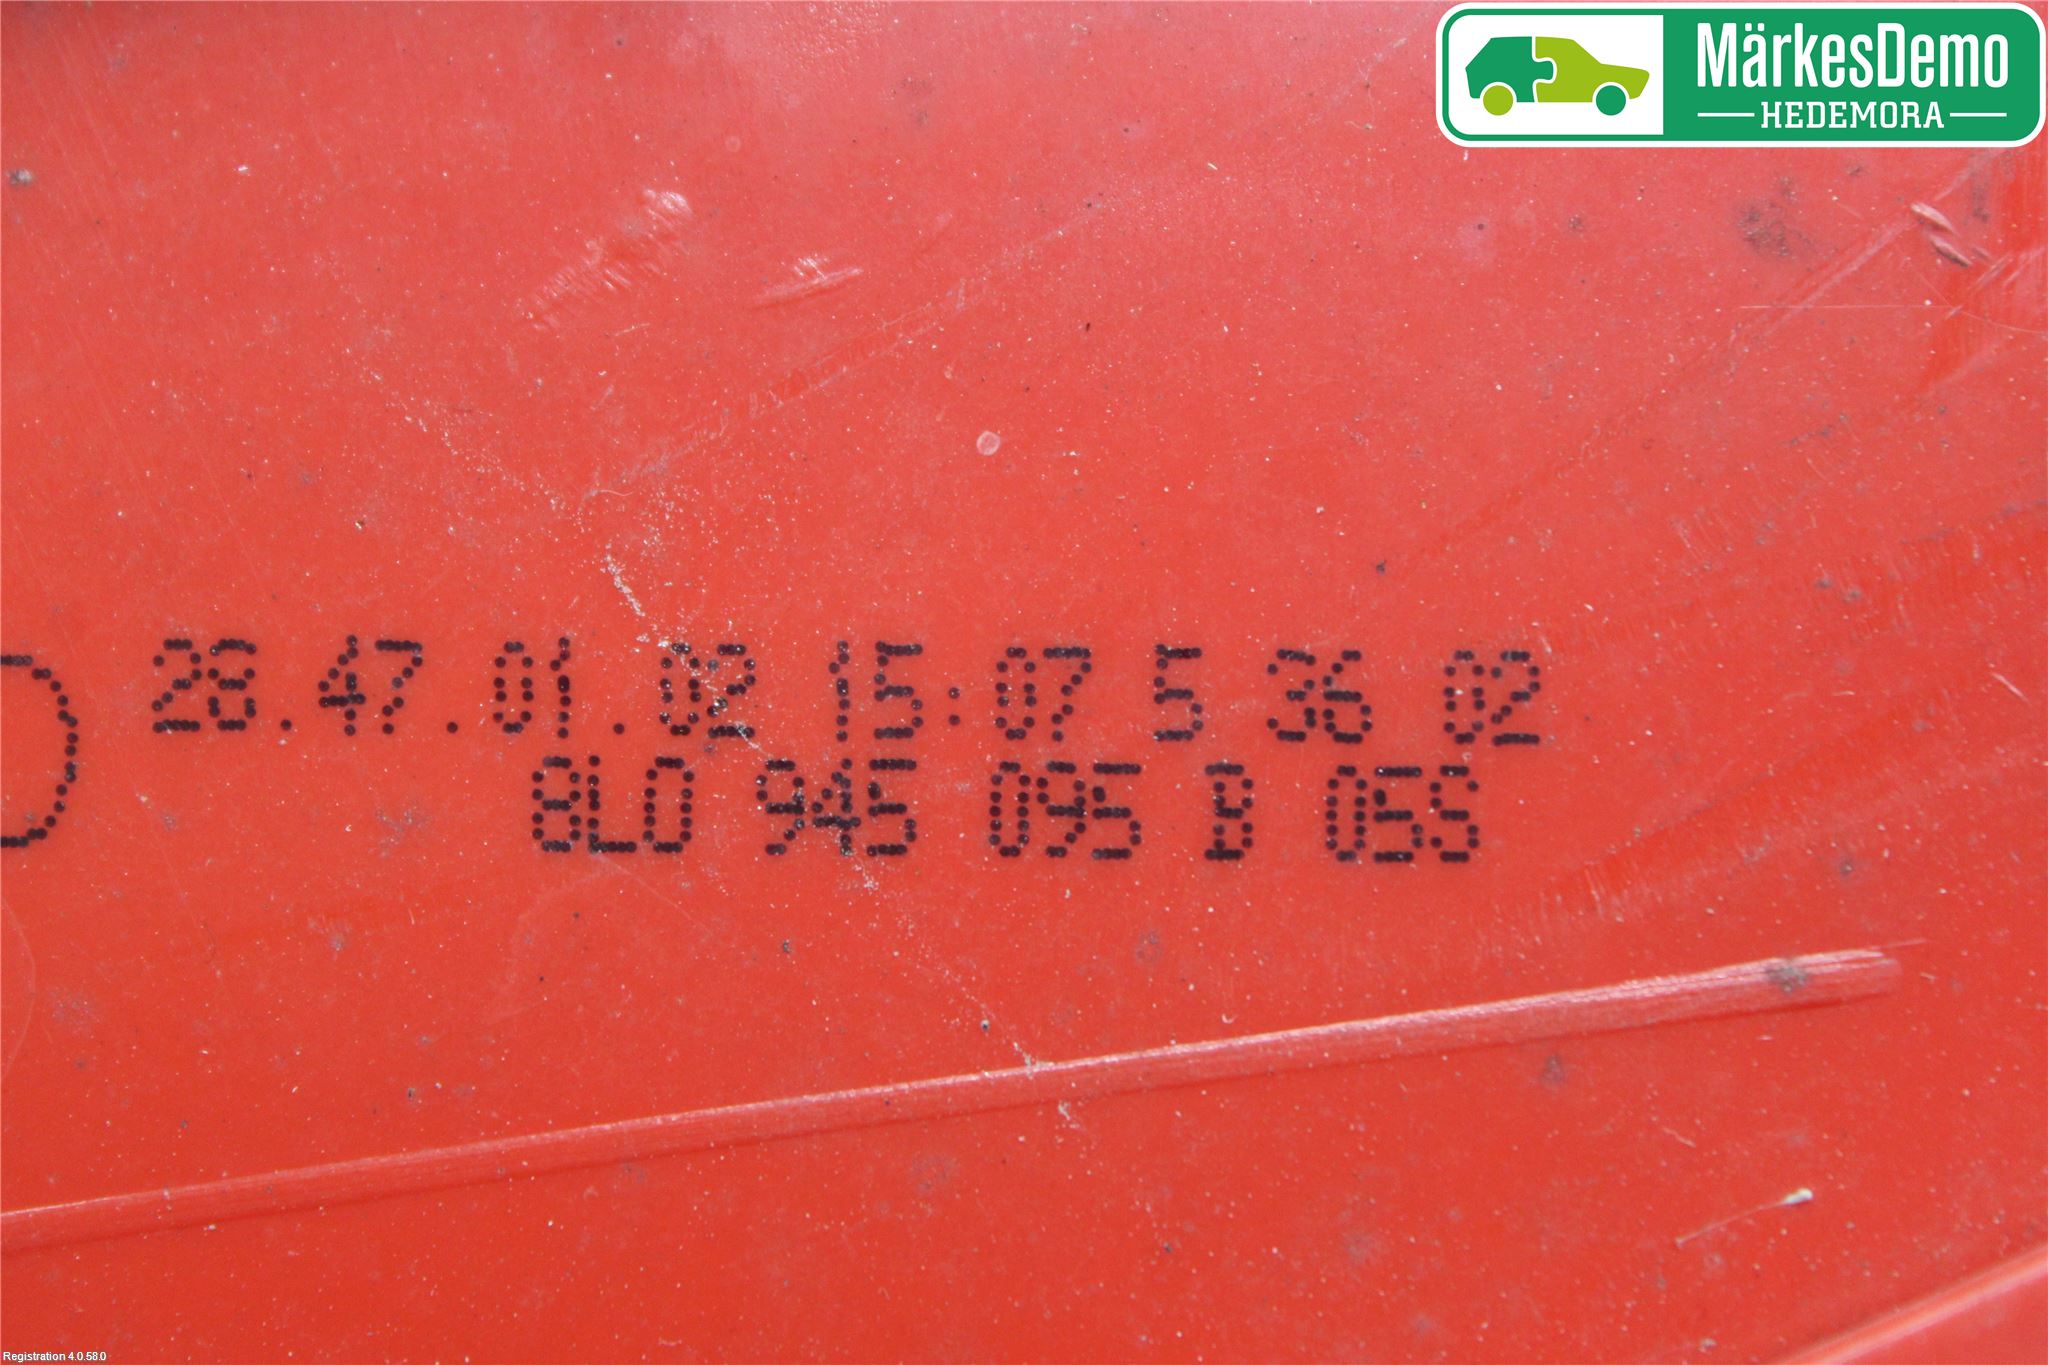 MärkesDemo
HEDEMORA
28.47.01.02 15:07 5 36 02
8L0 945 095 B 05S
Registration 4.0.58.0